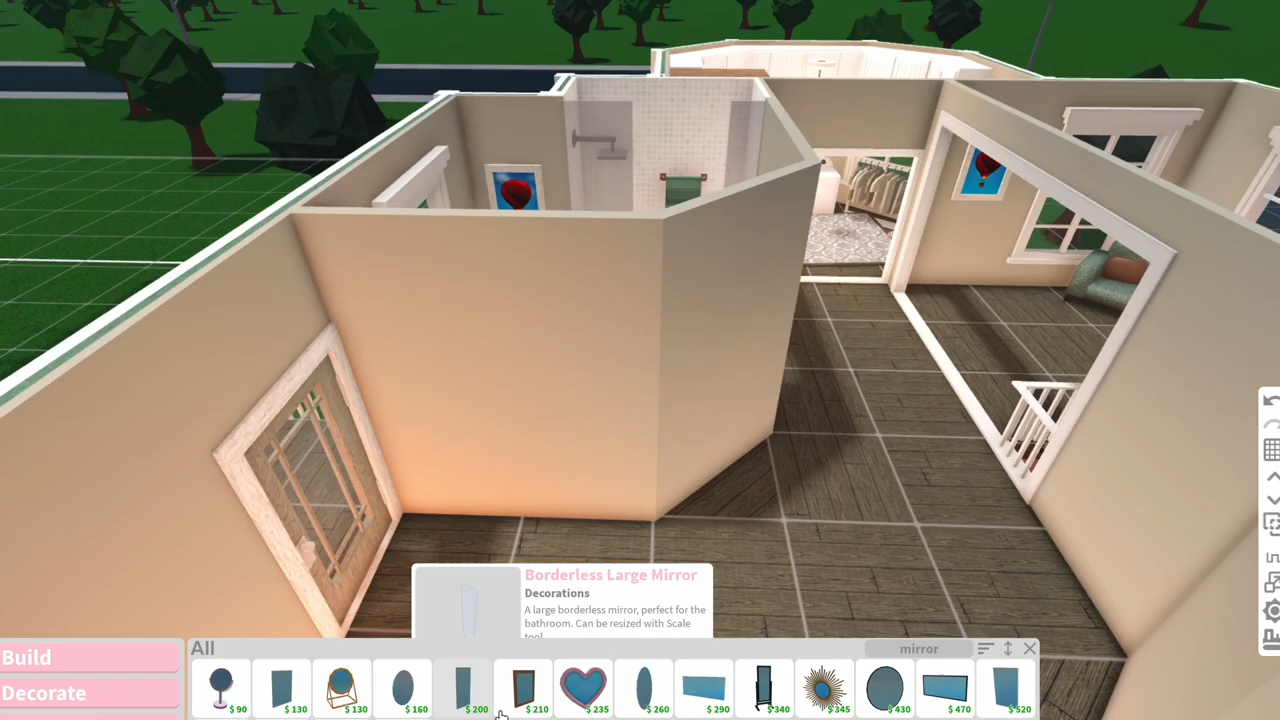 Borderless Large Mirror
Decorations
A large borderless mirror, perfect for the
bathroom. Can be resized with Scale
tool
All
mirror
Build
Decorate
$ 90
$ 130
$ 130
$ 160
$ 200
$ 210
$ 235
$ 260
$ 290
$ 340
$ 345
$ 430
$ 470
$ 520